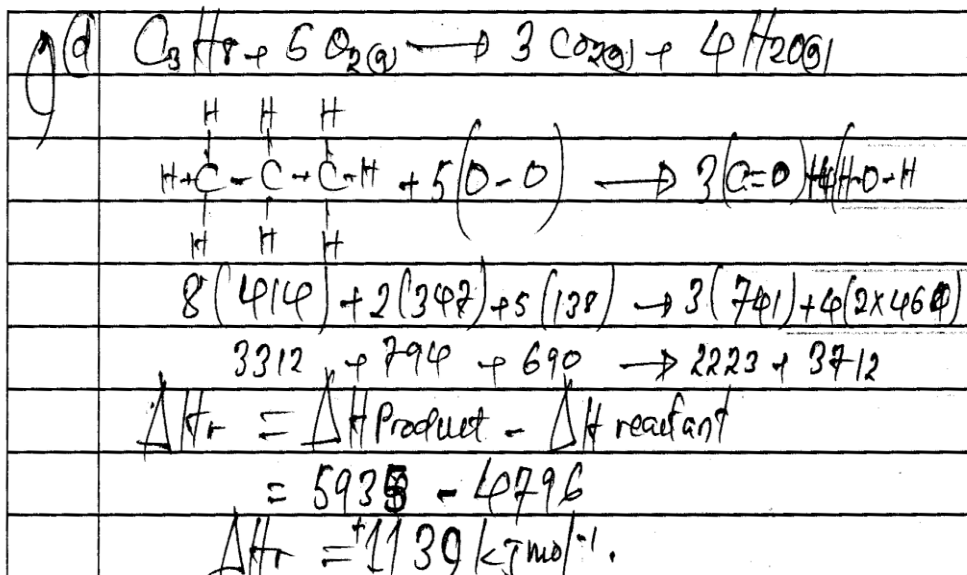 9(d) C₃H₈ + 5 O₂(g) → 3 CO₂(g) + 4 H₂O(g)
H H H
H-C-C-C-H + 5(O-O) → 3(C=O)+4(H-O-H
H H H
8(414)+2(347)+5(138) → 3(741)+4(2×464)
3312 + 794 + 690 → 2223 + 3712
ΔHr = ΔH Product - ΔH reactant
= 5935 - 4796
ΔHr = +1139 kJmol⁻¹.